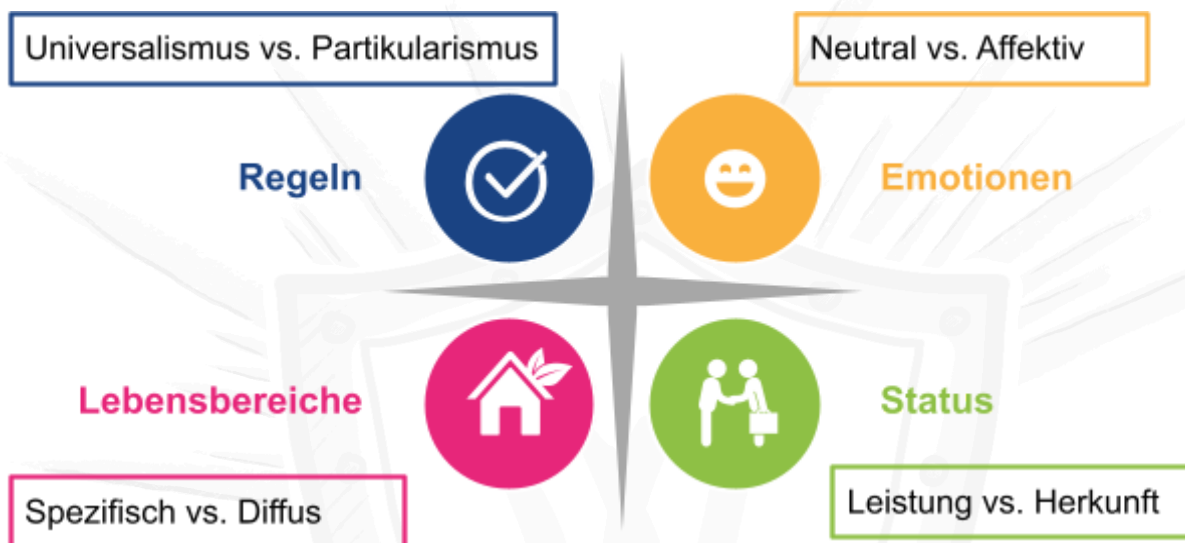 Universalismus vs. Partikularismus
Neutral vs. Affektiv
Regeln
Emotionen
Lebensbereiche
Status
Spezifisch vs. Diffus
Leistung vs. Herkunft